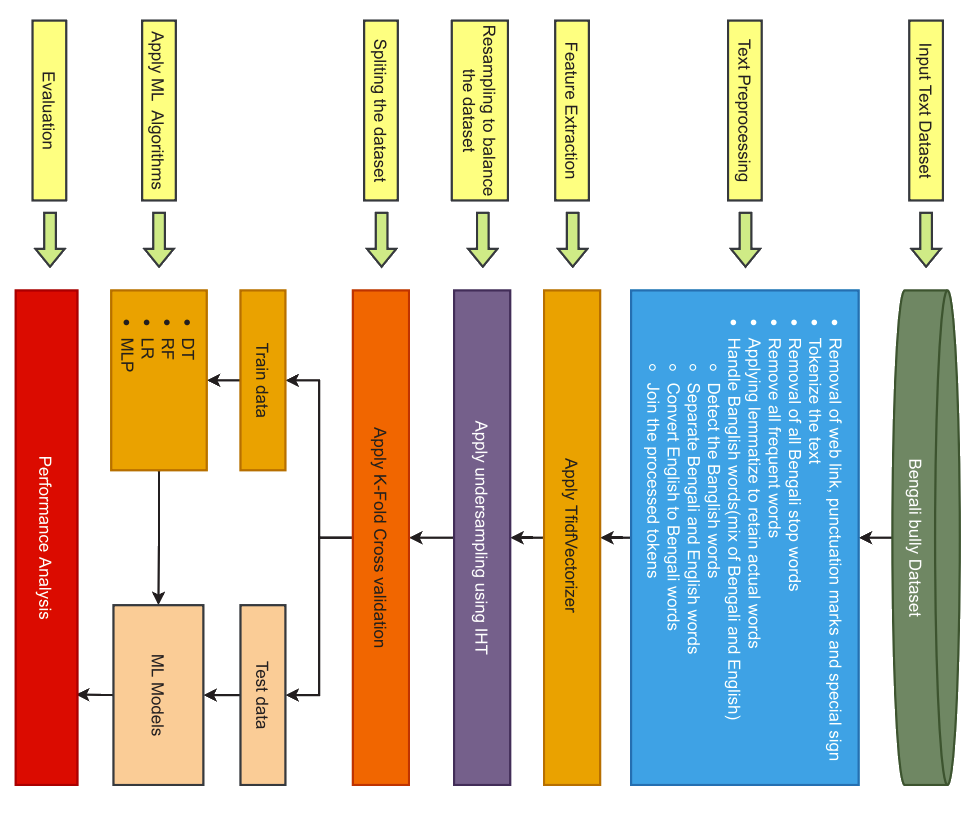 Input Text Dataset
Bengali bully Dataset
Text Preprocessing
• Removal of web link, punctuation marks and special sign
• Tokenize the text
• Removal of all Bengali stop words
• Remove all frequent words
• Applying lemmatize to retain actual words
• Handle Banglish words(mix of Bengali and English)
○ Detect the Banglish words
○ Separate Bengali and English words
○ Convert English to Bengali words
○ Join the processed tokens
Feature Extraction
Apply TfidfVectorizer
Resampling to balance
the dataset
Apply undersampling using IHT
Spliting the dataset
Apply K-Fold Cross validation
Train data
Test data
Apply ML Algorithms
• DT
• RF
• LR
• MLP
ML Models
Evaluation
Performance Analysis